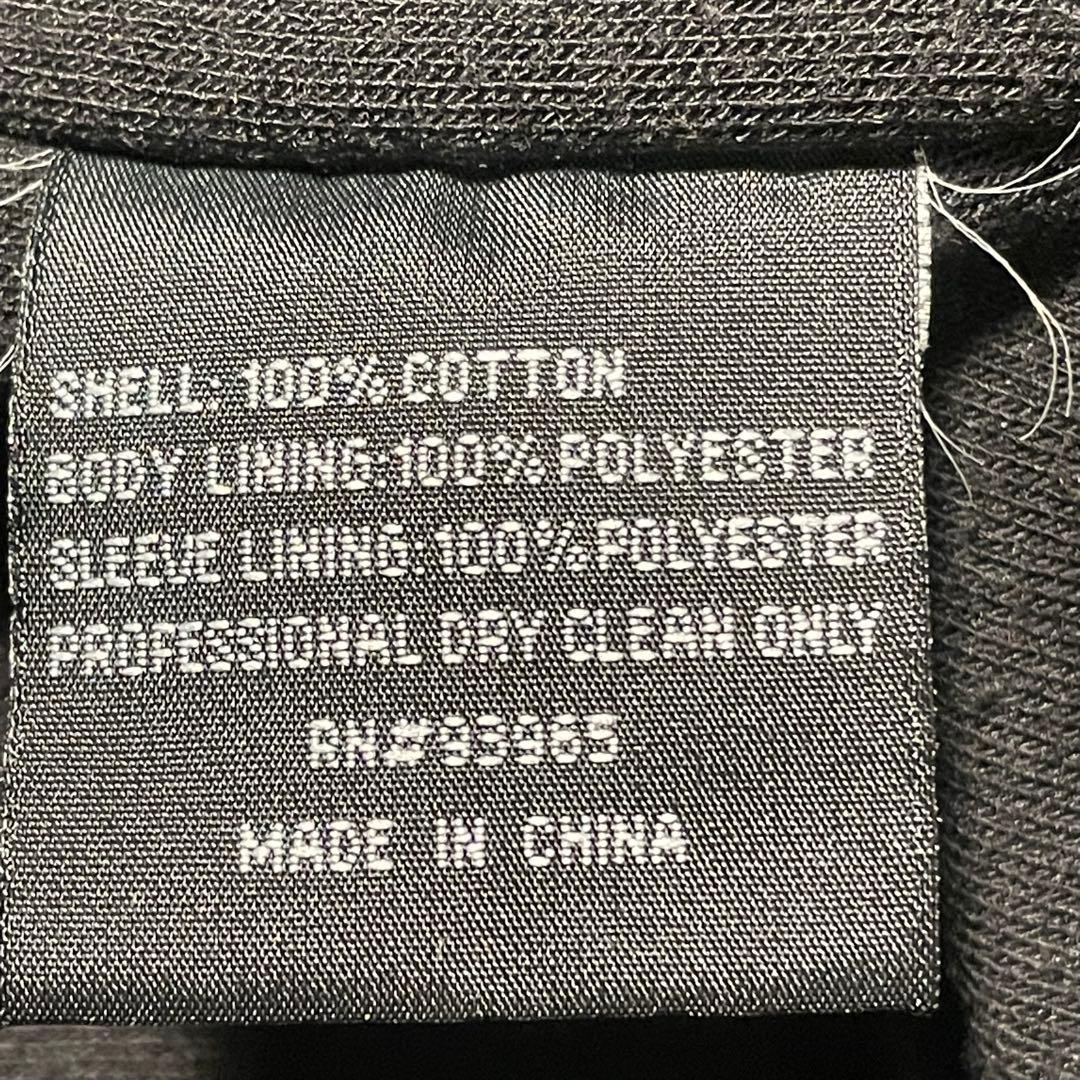 SHELL: 100% COTTON
BODY LINING:100% POLYESTER
SLEEVE LINING:100% POLYESTER
PROFESSIONAL DRY CLEAN ONLY
RN#93965
MADE IN CHINA